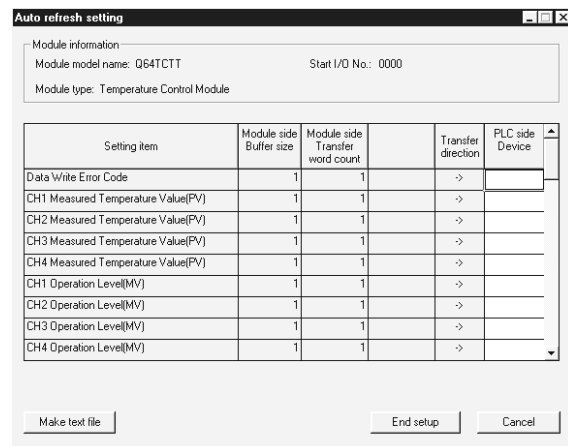 Auto refresh setting
Module information
Module model name: Q64TCTT Start I/O No.: 0000
Module type: Temperature Control Module
Setting item Module side Buffer size Module side Transfer word count Transfer direction PLC side Device
Data Write Error Code 1 1 ->
CH1 Measured Temperature Value(PV) 1 1 ->
CH2 Measured Temperature Value(PV) 1 1 ->
CH3 Measured Temperature Value(PV) 1 1 ->
CH4 Measured Temperature Value(PV) 1 1 ->
CH1 Operation Level(MV) 1 1 ->
CH2 Operation Level(MV) 1 1 ->
CH3 Operation Level(MV) 1 1 ->
CH4 Operation Level(MV) 1 1 ->
Make text file End setup Cancel